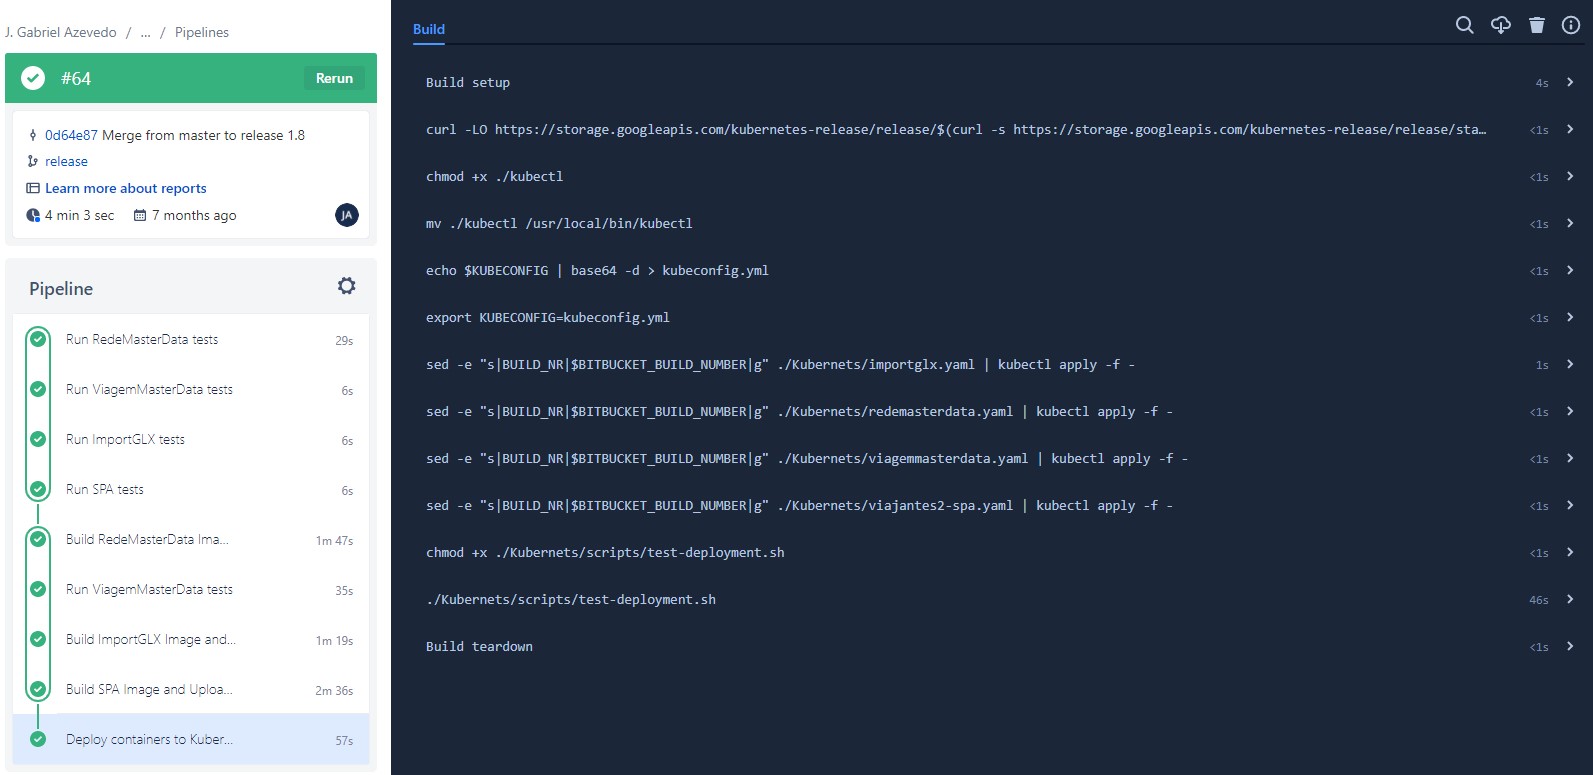 J. Gabriel Azevedo / ... / Pipelines
#64
Rerun
0d64e87 Merge from master to release 1.8
release
Learn more about reports
4 min 3 sec 7 months ago
JA
Pipeline
Run RedeMasterData tests 29s
Run ViagemMasterData tests 6s
Run ImportGLX tests 6s
Run SPA tests 6s
Build RedeMasterData Ima... 1m 47s
Run ViagemMasterData tests 35s
Build ImportGLX Image and... 1m 19s
Build SPA Image and Uploa... 2m 36s
Deploy containers to Kuber... 57s
Build
Build setup 4s
curl -LO https://storage.googleapis.com/kubernetes-release/release/$(curl -s https://storage.googleapis.com/kubernetes-release/release/sta… <1s
chmod +x ./kubectl <1s
mv ./kubectl /usr/local/bin/kubectl <1s
echo $KUBECONFIG | base64 -d > kubeconfig.yml <1s
export KUBECONFIG=kubeconfig.yml <1s
sed -e "s|BUILD_NR|$BITBUCKET_BUILD_NUMBER|g" ./Kubernets/importglx.yaml | kubectl apply -f - 1s
sed -e "s|BUILD_NR|$BITBUCKET_BUILD_NUMBER|g" ./Kubernets/redemasterdata.yaml | kubectl apply -f - <1s
sed -e "s|BUILD_NR|$BITBUCKET_BUILD_NUMBER|g" ./Kubernets/viagemmasterdata.yaml | kubectl apply -f - <1s
sed -e "s|BUILD_NR|$BITBUCKET_BUILD_NUMBER|g" ./Kubernets/viajantes2-spa.yaml | kubectl apply -f - <1s
chmod +x ./Kubernets/scripts/test-deployment.sh <1s
./Kubernets/scripts/test-deployment.sh 46s
Build teardown <1s